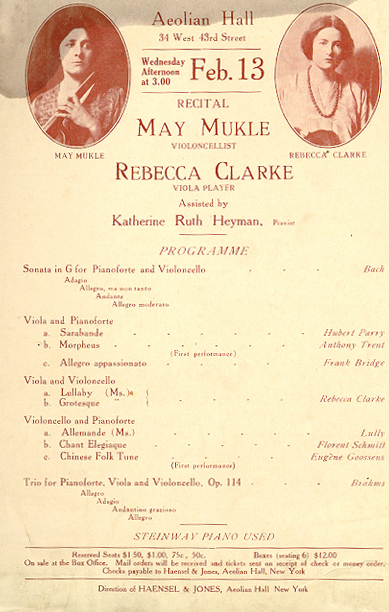 Aeolian Hall
34 West 43rd Street
Wednesday
Afternoon
at 3.00
Feb. 13
RECITAL
MAY MUKLE
VIOLONCELLIST
MAY MUKLE
REBECCA CLARKE
REBECCA CLARKE
VIOLA PLAYER
Assisted by
Katherine Ruth Heyman, Pianist
PROGRAMME
Sonata in G for Pianoforte and Violoncello - - - Bach
Adagio
Allegro, ma non tanto
Andante
Allegro moderato
Viola and Pianoforte
a. Sarabande - - - - - - Hubert Parry
b. Morpheus - - - - - - Anthony Trent
(First performance)
c. Allegro appassionato - - - - Frank Bridge
Viola and Violoncello
a. Lullaby (Ms.)
b. Grotesque " - - - - Rebecca Clarke
Violoncello and Pianoforte
a. Allemande (Ms.) - - - - - Lully
b. Chant Elegiaque - - - - Florent Schmitt
c. Chinese Folk Tune - - - - Eugène Goossens
(First performance)
Trio for Pianoforte, Viola and Violoncello, Op. 114 - - - Brahms
Allegro
Adagio
Andantino grazioso
Allegro
STEINWAY PIANO USED
Reserved Seats $1.50, $1.00, 75c., 50c. Boxes (seating 6) $12.00
On sale at the Box Office. Mail orders will be received and tickets sent on receipt of check or money order.
Checks payable to Haensel & Jones, Aeolian Hall, New York
Direction of HAENSEL & JONES, Aeolian Hall, New York